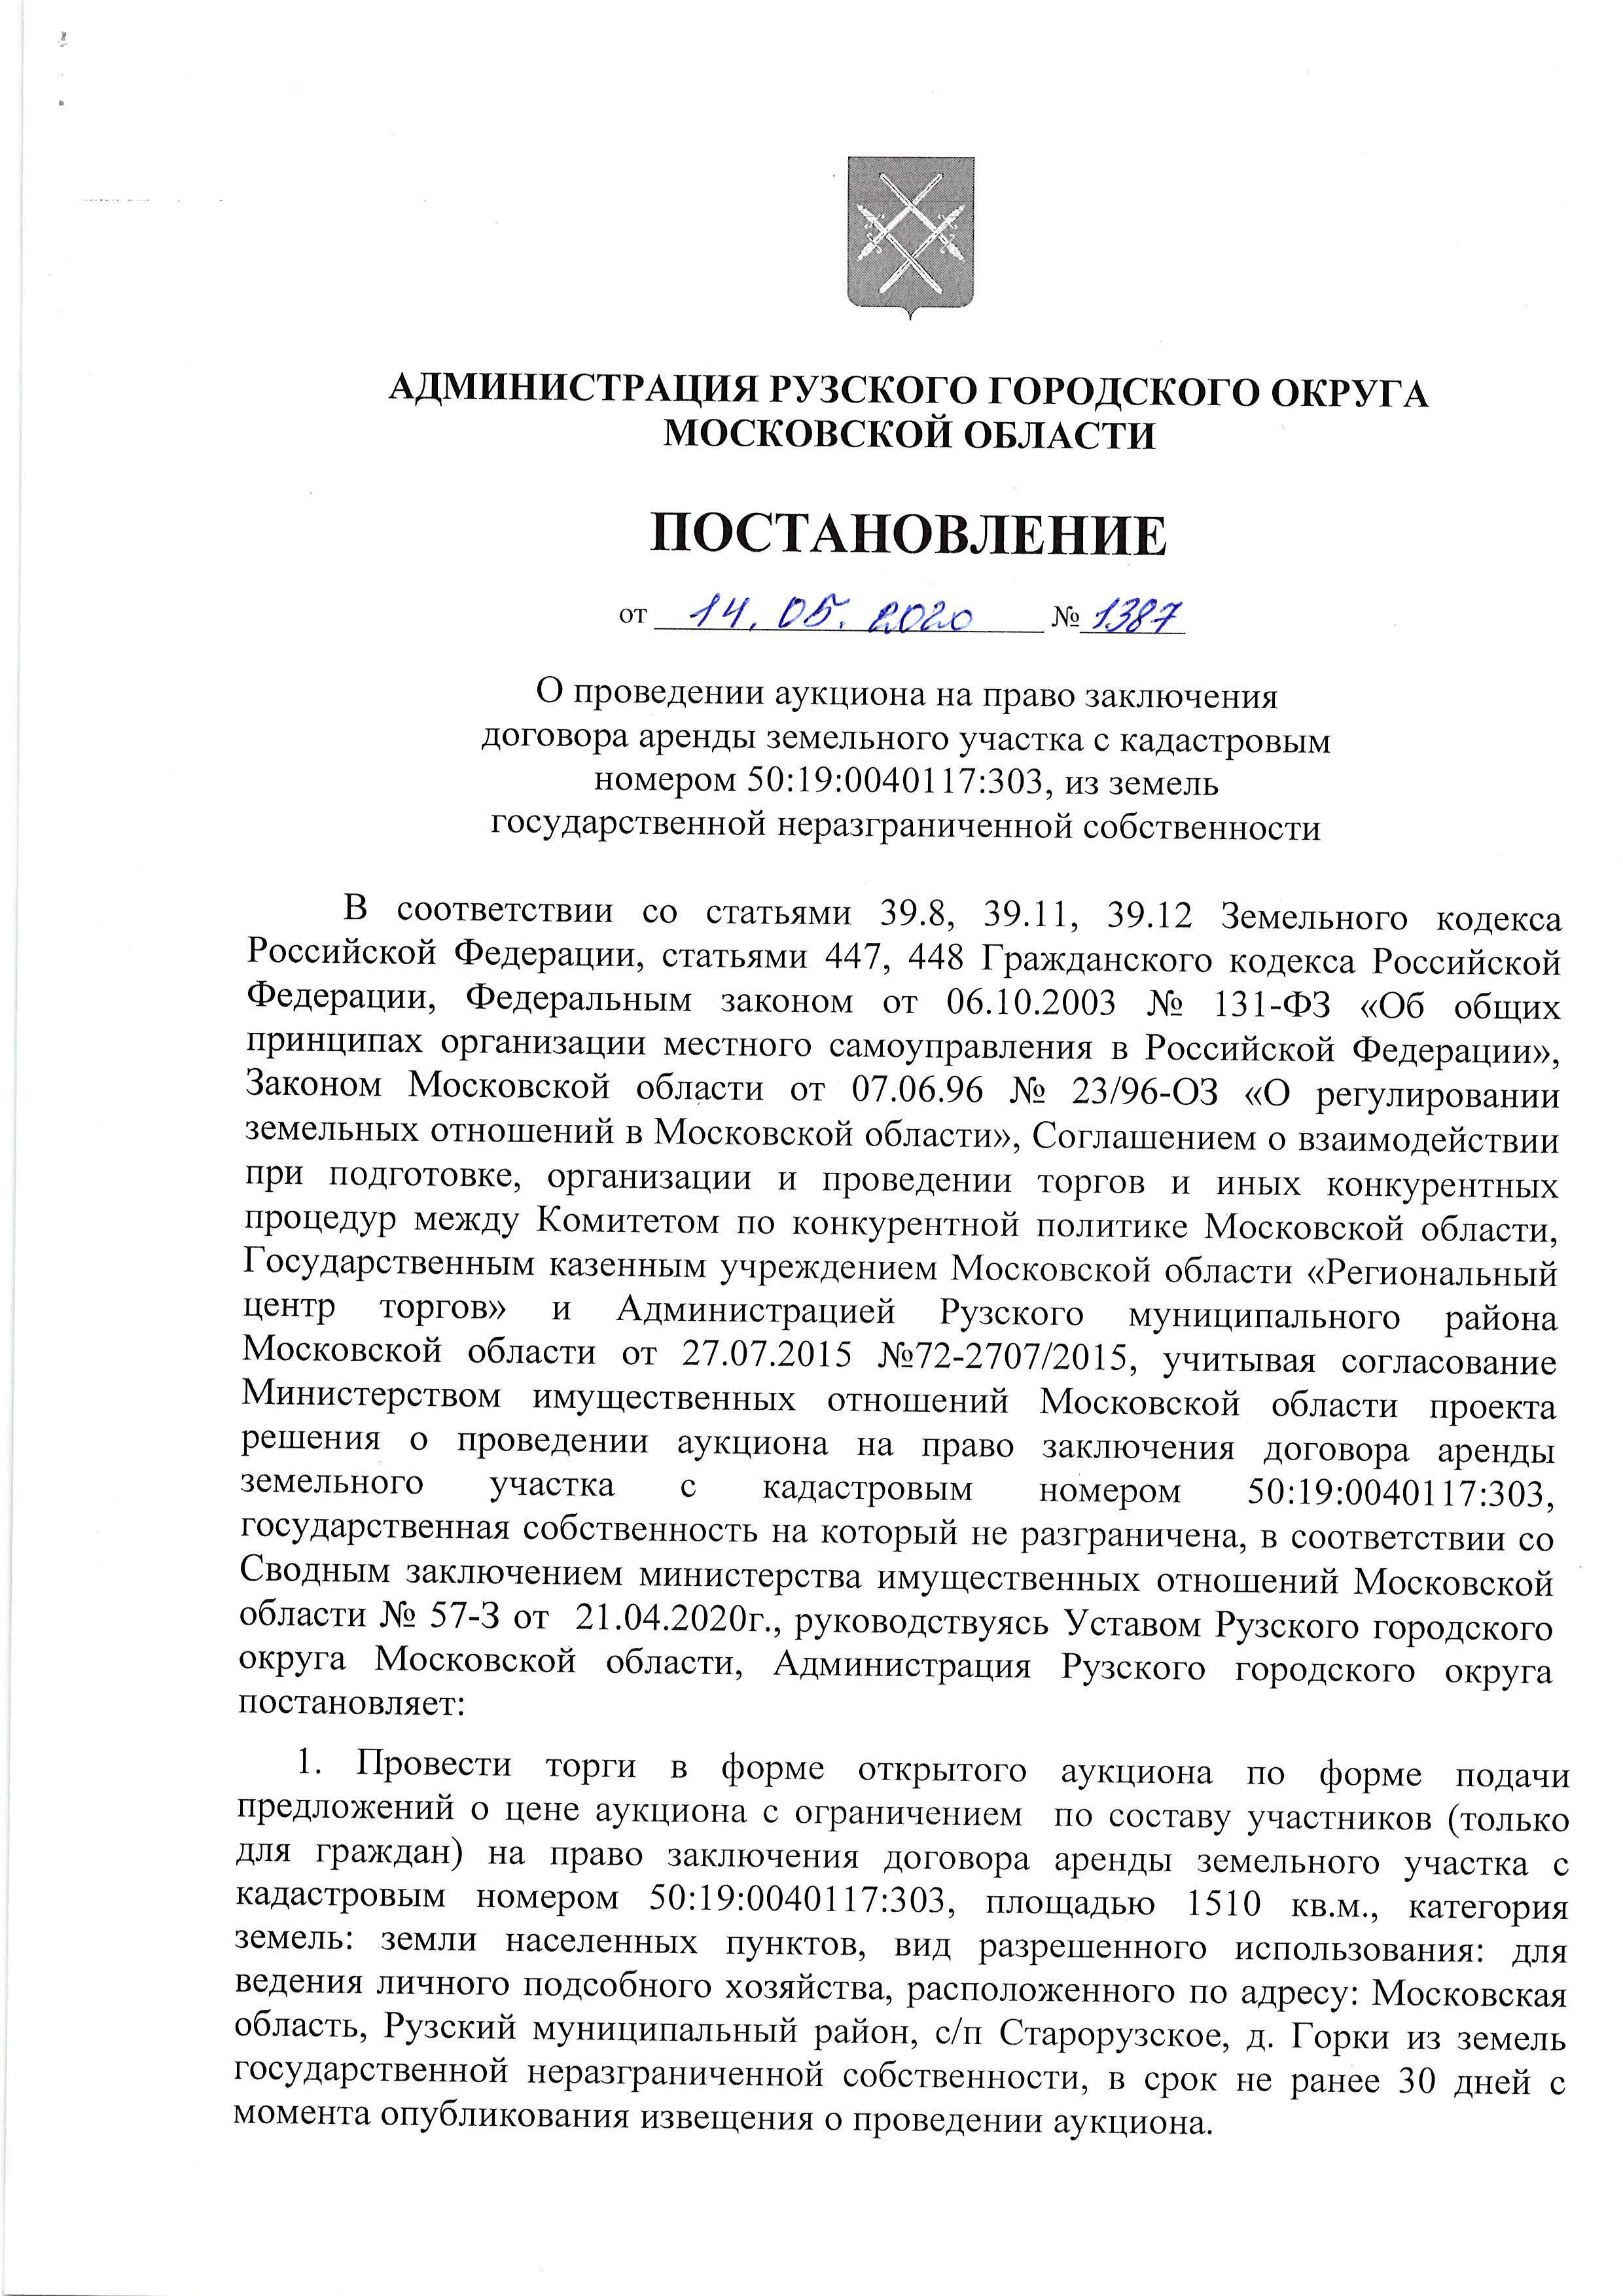 АДМИНИСТРАЦИЯ РУЗСКОГО ГОРОДСКОГО ОКРУГА
МОСКОВСКОЙ ОБЛАСТИ
ПОСТАНОВЛЕНИЕ
от 14.05.2020 № 1387
О проведении аукциона на право заключения
договора аренды земельного участка с кадастровым
номером 50:19:0040117:303, из земель
государственной неразграниченной собственности
В соответствии со статьями 39.8, 39.11, 39.12 Земельного кодекса
Российской Федерации, статьями 447, 448 Гражданского кодекса Российской
Федерации, Федеральным законом от 06.10.2003 № 131-ФЗ «Об общих
принципах организации местного самоуправления в Российской Федерации»,
Законом Московской области от 07.06.96 № 23/96-ОЗ «О регулировании
земельных отношений в Московской области», Соглашением о взаимодействии
при подготовке, организации и проведении торгов и иных конкурентных
процедур между Комитетом по конкурентной политике Московской области,
Государственным казенным учреждением Московской области «Региональный
центр торгов» и Администрацией Рузского муниципального района
Московской области от 27.07.2015 №72-2707/2015, учитывая согласование
Министерством имущественных отношений Московской области проекта
решения о проведении аукциона на право заключения договора аренды
земельного участка с кадастровым номером 50:19:0040117:303,
государственная собственность на который не разграничена, в соответствии со
Сводным заключением министерства имущественных отношений Московской
области № 57-З от 21.04.2020г., руководствуясь Уставом Рузского городского
округа Московской области, Администрация Рузского городского округа
постановляет:
1. Провести торги в форме открытого аукциона по форме подачи
предложений о цене аукциона с ограничением по составу участников (только
для граждан) на право заключения договора аренды земельного участка с
кадастровым номером 50:19:0040117:303, площадью 1510 кв.м., категория
земель: земли населенных пунктов, вид разрешенного использования: для
ведения личного подсобного хозяйства, расположенного по адресу: Московская
область, Рузский муниципальный район, с/п Старорузское, д. Горки из земель
государственной неразграниченной собственности, в срок не ранее 30 дней с
момента опубликования извещения о проведении аукциона.